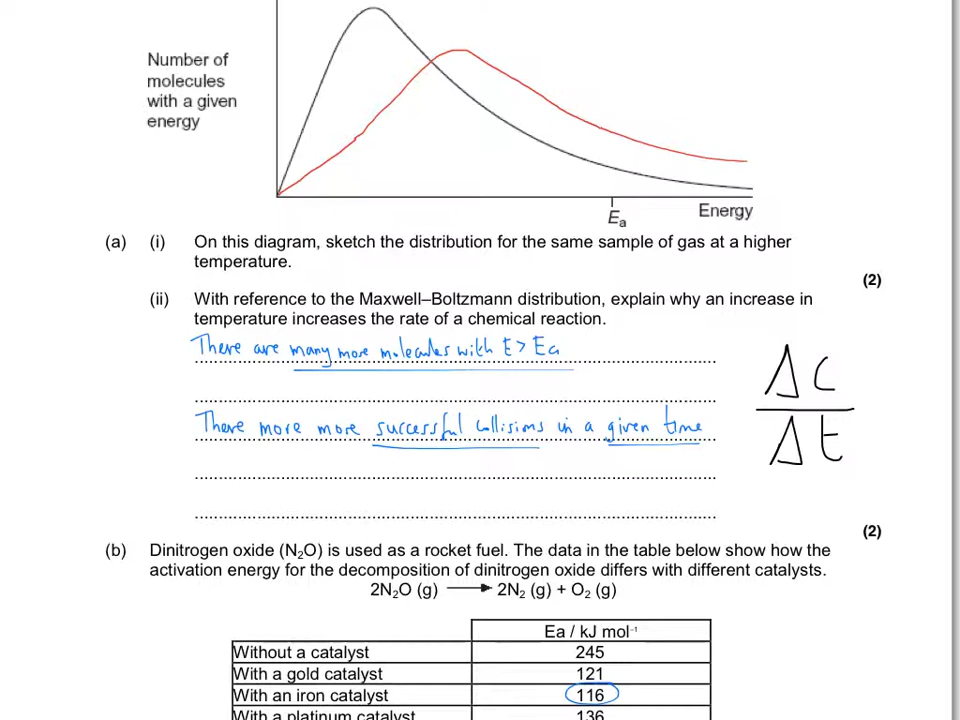 Number of
molecules
with a given
energy
Eₐ
Energy
(a) (i) On this diagram, sketch the distribution for the same sample of gas at a higher
temperature.
(2)
(ii) With reference to the Maxwell–Boltzmann distribution, explain why an increase in
temperature increases the rate of a chemical reaction.
There are many more molecules with E > Ea
There more more successful collisions in a given time
ΔC
Δt
(2)
(b) Dinitrogen oxide (N₂O) is used as a rocket fuel. The data in the table below show how the
activation energy for the decomposition of dinitrogen oxide differs with different catalysts.
2N₂O (g) ⟶ 2N₂ (g) + O₂ (g)
Ea / kJ mol⁻¹
Without a catalyst 245
With a gold catalyst 121
With an iron catalyst 116
With a platinum catalyst 136